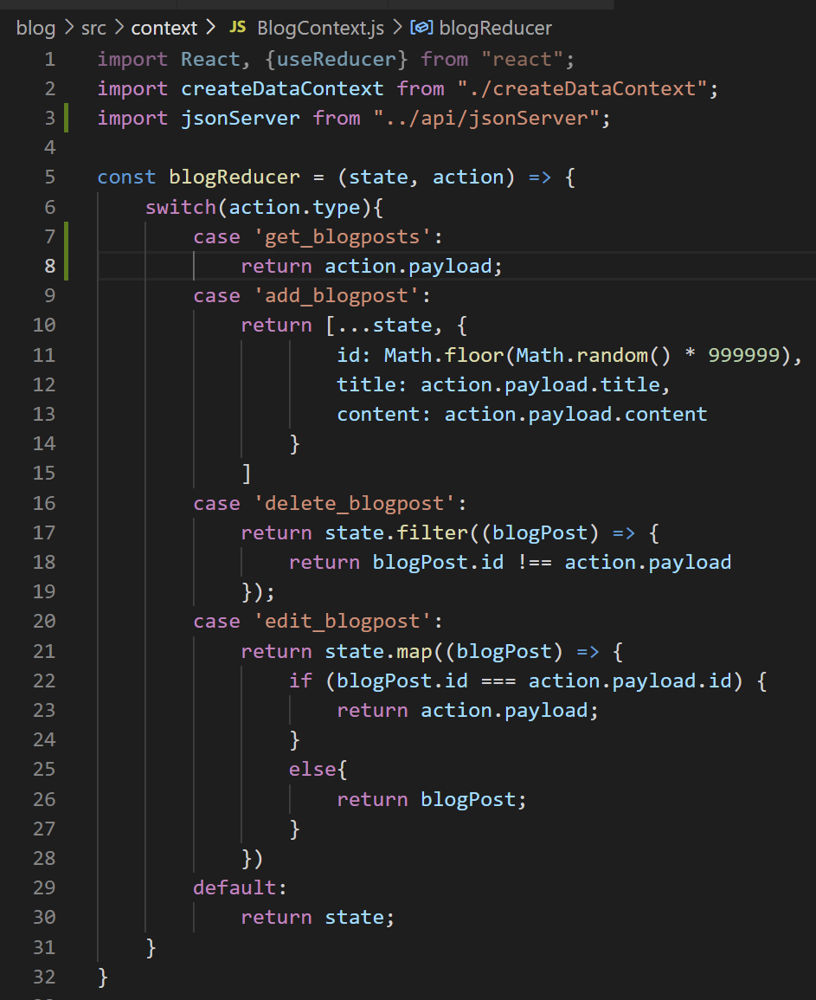 blog > src > context > JS BlogContext.js > blogReducer
1 import React, {useReducer} from "react";
2 import createDataContext from "./createDataContext";
3 import jsonServer from "../api/jsonServer";
4
5 const blogReducer = (state, action) => {
6     switch(action.type){
7         case 'get_blogposts':
8             return action.payload;
9         case 'add_blogpost':
10             return [...state, {
11                     id: Math.floor(Math.random() * 999999),
12                     title: action.payload.title,
13                     content: action.payload.content
14                 }
15             ]
16         case 'delete_blogpost':
17             return state.filter((blogPost) => {
18                 return blogPost.id !== action.payload
19             });
20         case 'edit_blogpost':
21             return state.map((blogPost) => {
22                 if (blogPost.id === action.payload.id) {
23                     return action.payload;
24                 }
25                 else{
26                     return blogPost;
27                 }
28             })
29         default:
30             return state;
31     }
32 }